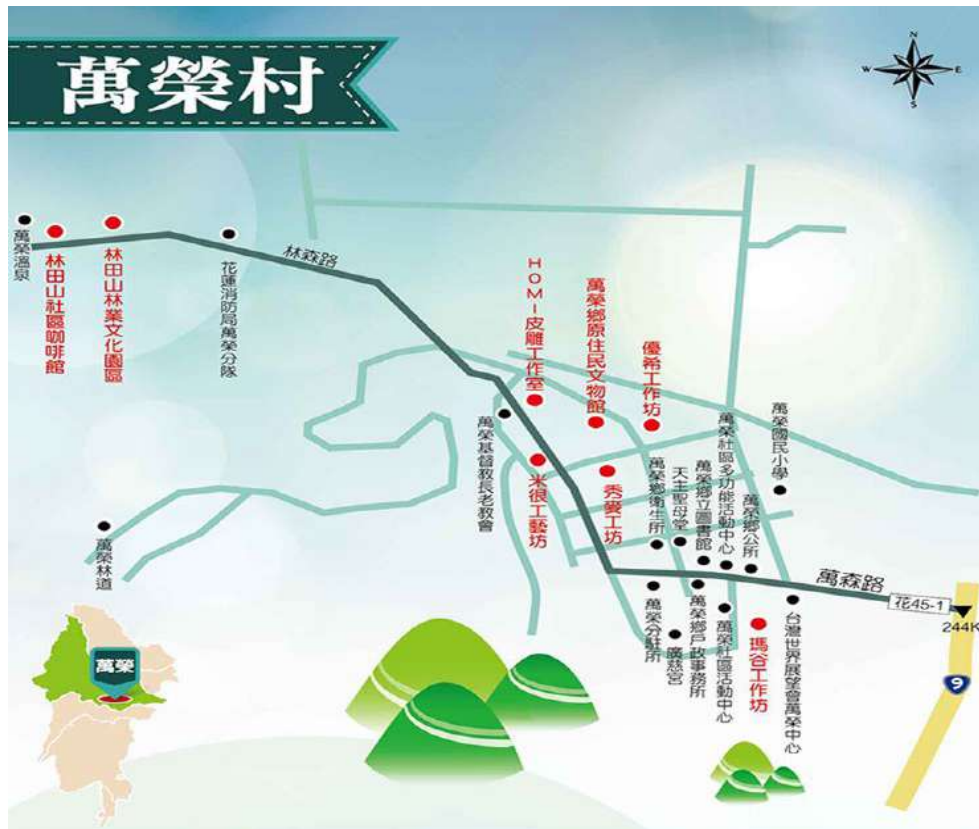 萬榮村
N
W
E
S
萬榮溫泉
林田山社區咖啡館
林田山林業文化園區
花蓮消防局萬榮分隊
林森路
HOMI皮雕工作室
萬榮鄉原住民文物館
優希工作坊
萬榮基督教長老教會
米很工藝坊
秀愛工坊
萬榮鄉衛生所
天主聖母堂
萬榮鄉立圖書館
萬榮社區多功能活動中心
萬榮鄉公所
萬榮國民小學
萬榮林道
萬森路
花45-1
244K
9
萬榮分駐所
廣慈宮
萬榮鄉戶政事務所
萬榮社區活動中心
瑪谷工作坊
台灣世界展望會萬榮中心
萬榮